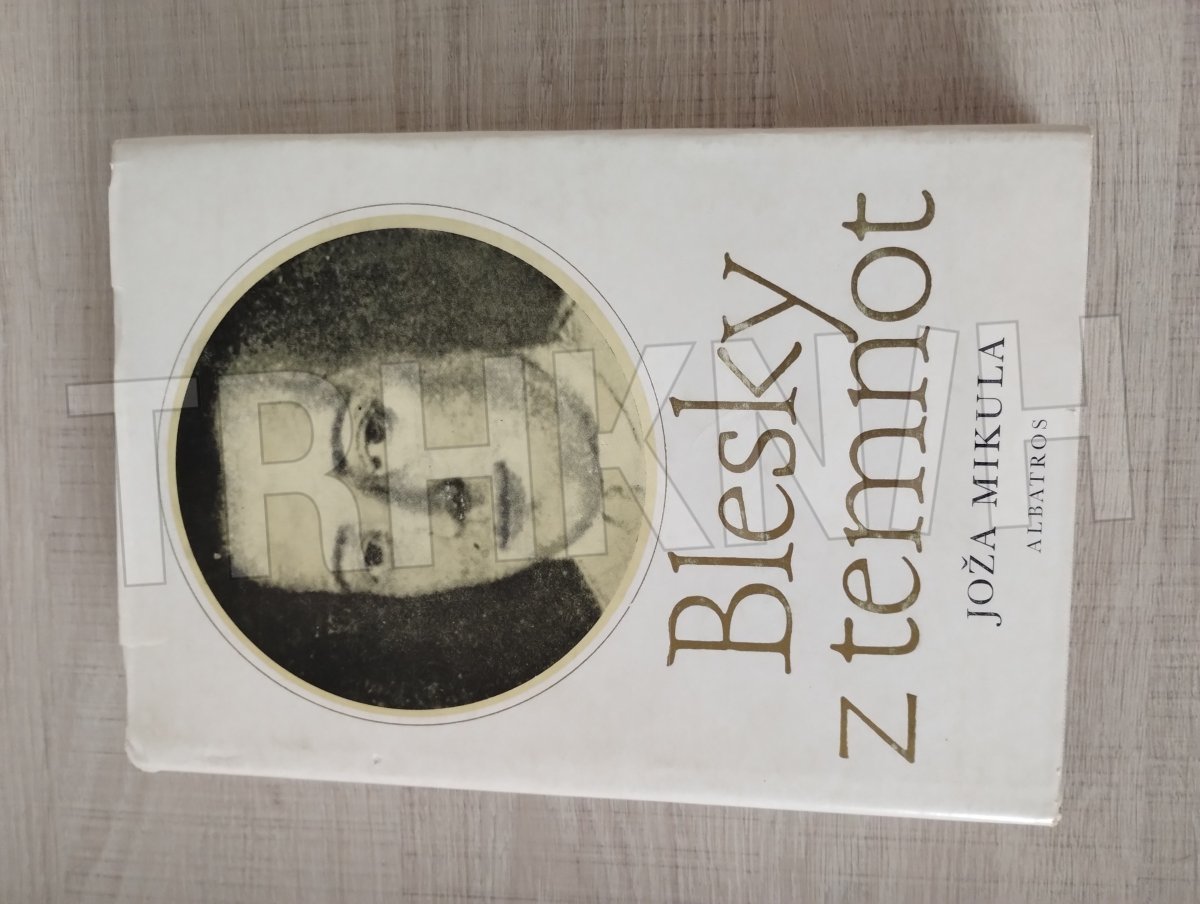 Blesky
z temnot
JOŽA MIKULA
ALBATROS
TRHKNIH